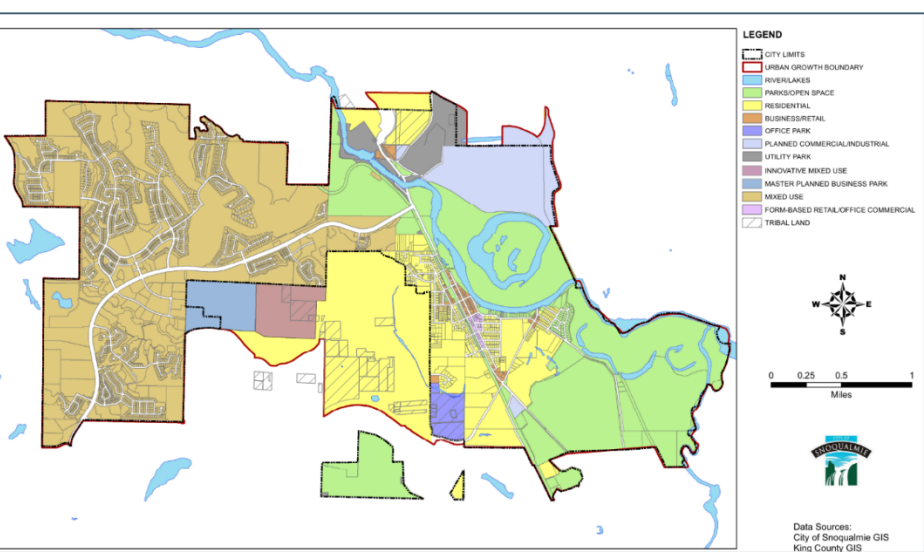 LEGEND
CITY LIMITS
URBAN GROWTH BOUNDARY
RIVER/LAKES
PARKS/OPEN SPACE
RESIDENTIAL
BUSINESS/RETAIL
OFFICE PARK
PLANNED COMMERCIAL/INDUSTRIAL
UTILITY PARK
INNOVATIVE MIXED USE
MASTER PLANNED BUSINESS PARK
MIXED USE
FORM-BASED RETAIL/OFFICE COMMERCIAL
TRIBAL LAND
N
W E
S
0 0.25 0.5 1
Miles
CITY OF
SNOQUALMIE
Data Sources:
City of Snoqualmie GIS
King County GIS